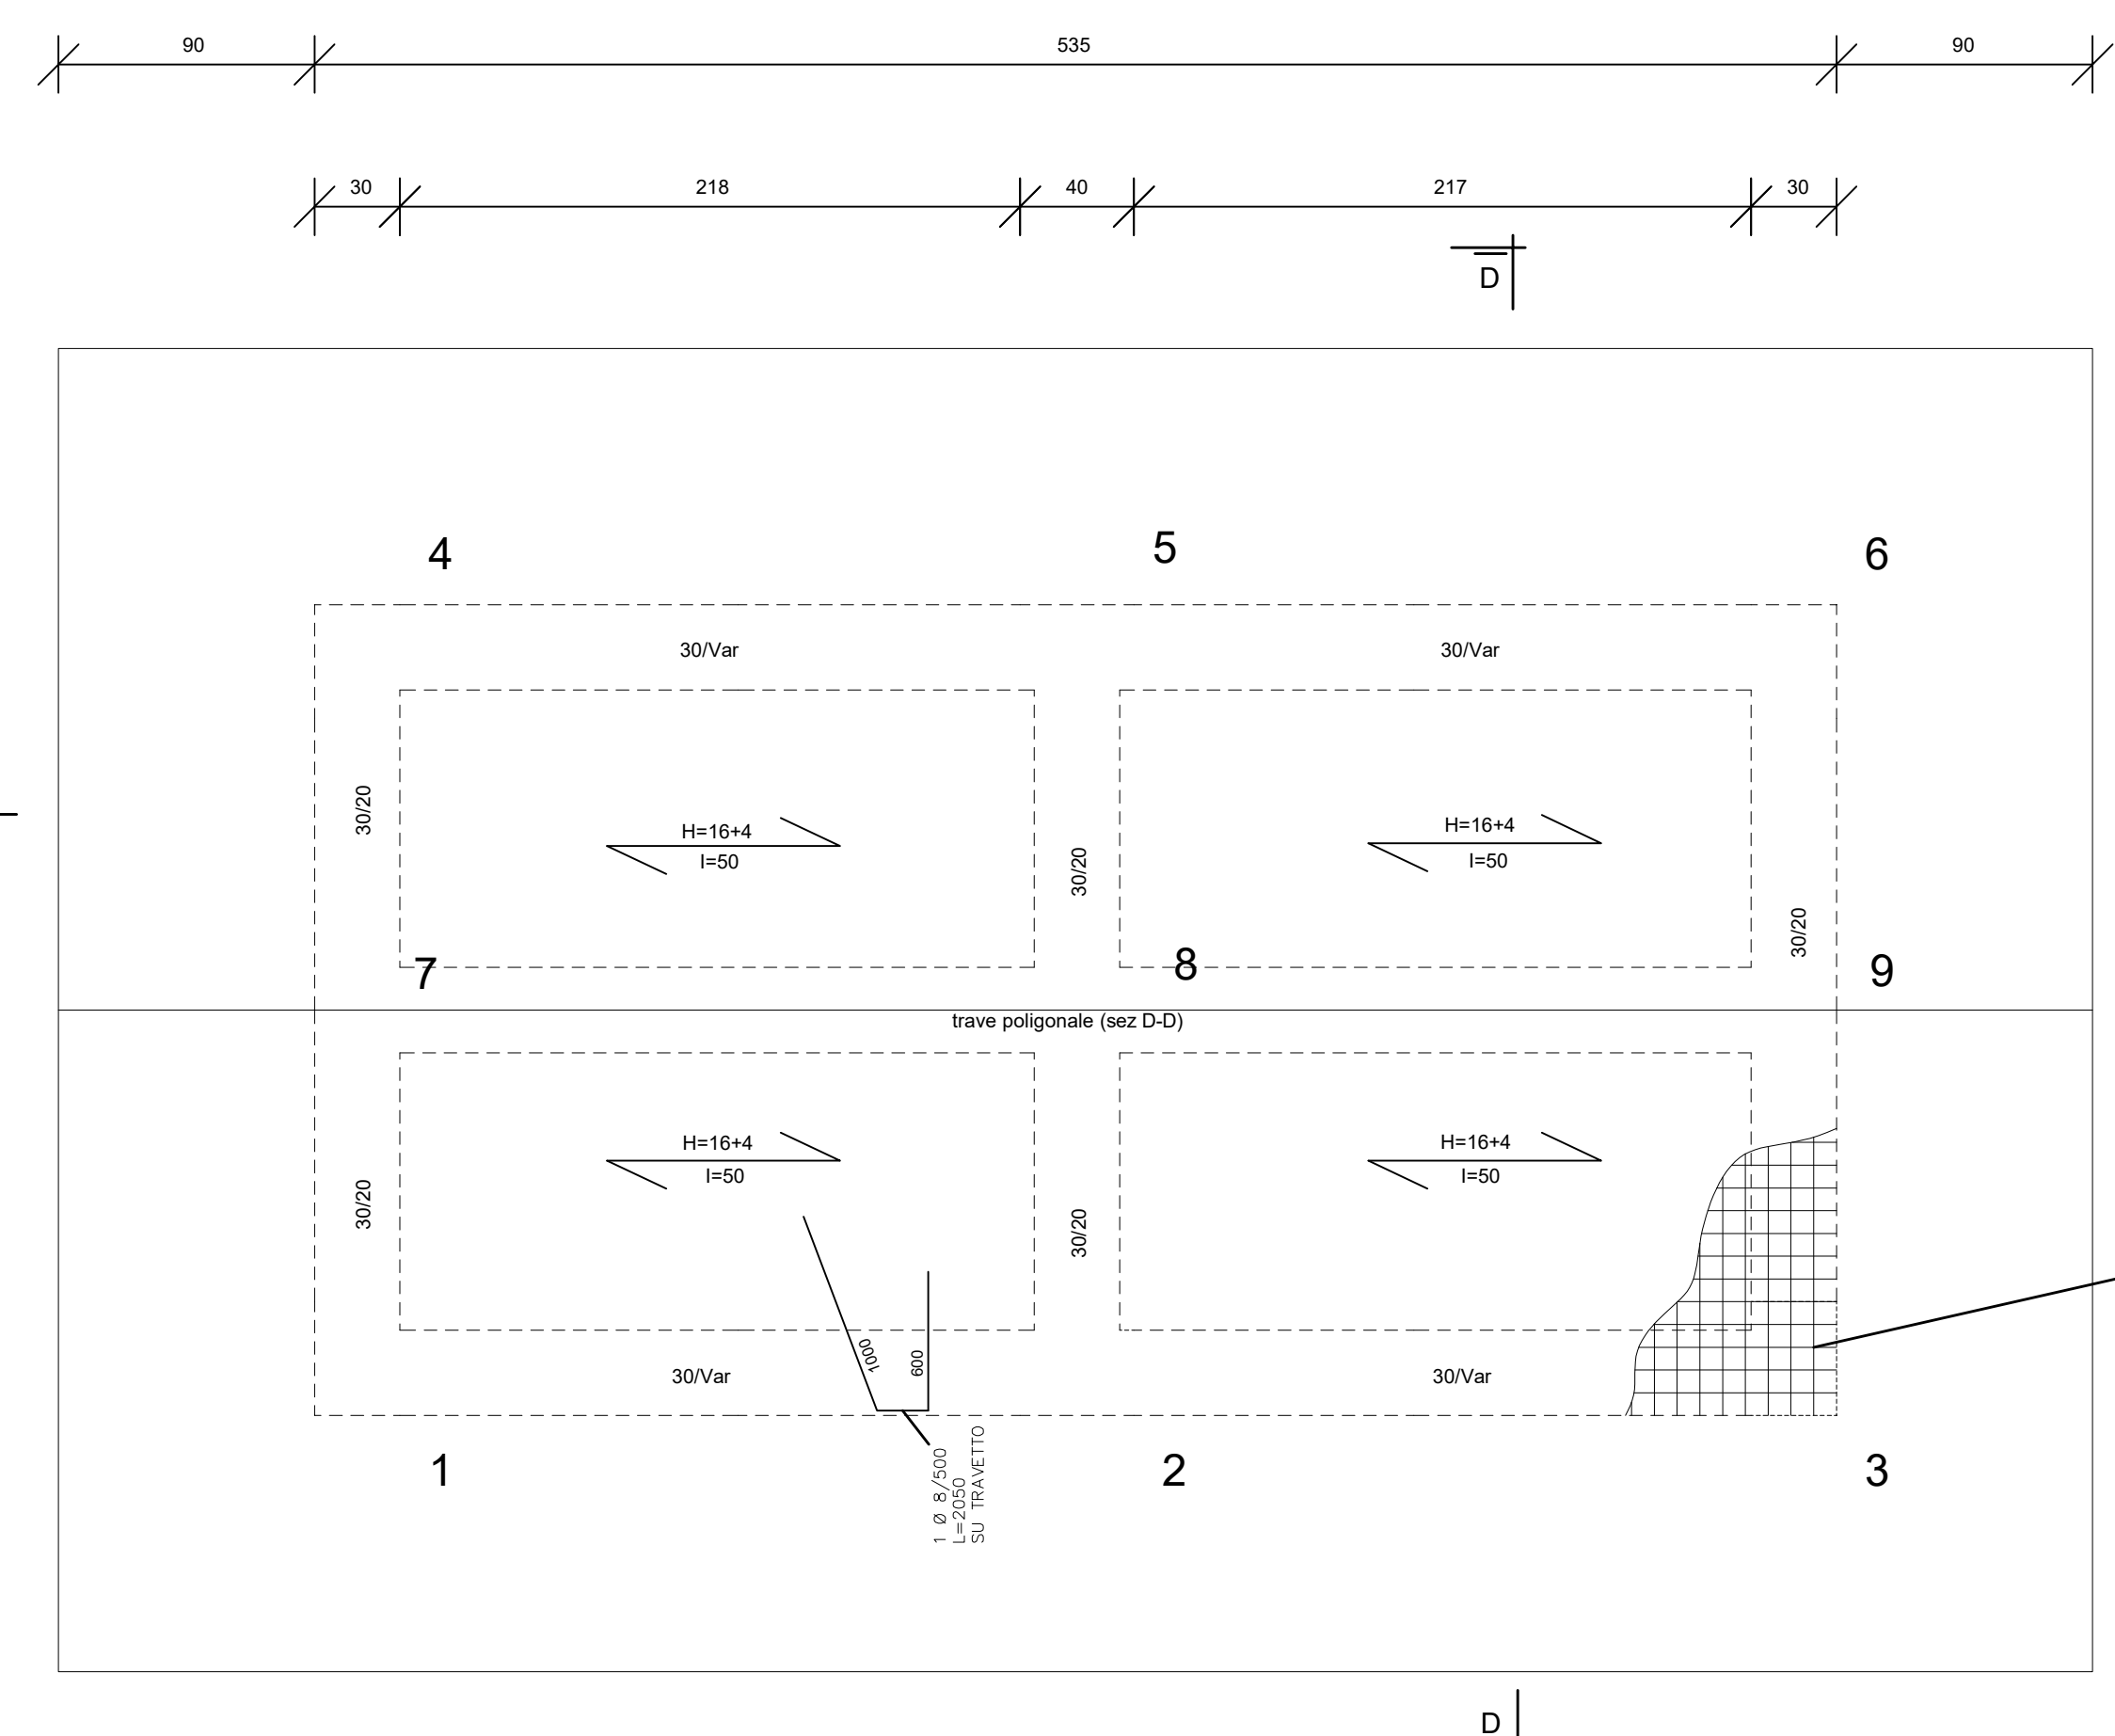 90
535
90
30
218
40
217
30
D
4
5
6
30/Var
30/Var
30/20
H=16+4
I=50
H=16+4
I=50
30/20
30/20
7
8
9
trave poligonale (sez D-D)
H=16+4
I=50
H=16+4
I=50
30/20
30/20
1000
600
30/Var
30/Var
1 Ø 8/500
L=2050
SU TRAVETTO
1
2
3
D